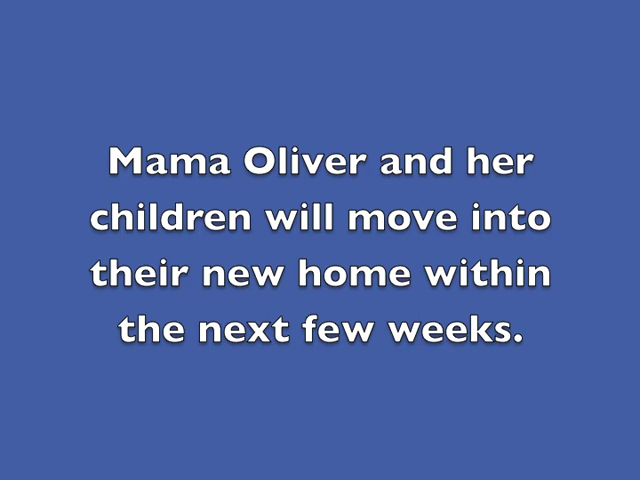 Mama Oliver and her
children will move into
their new home within
the next few weeks.